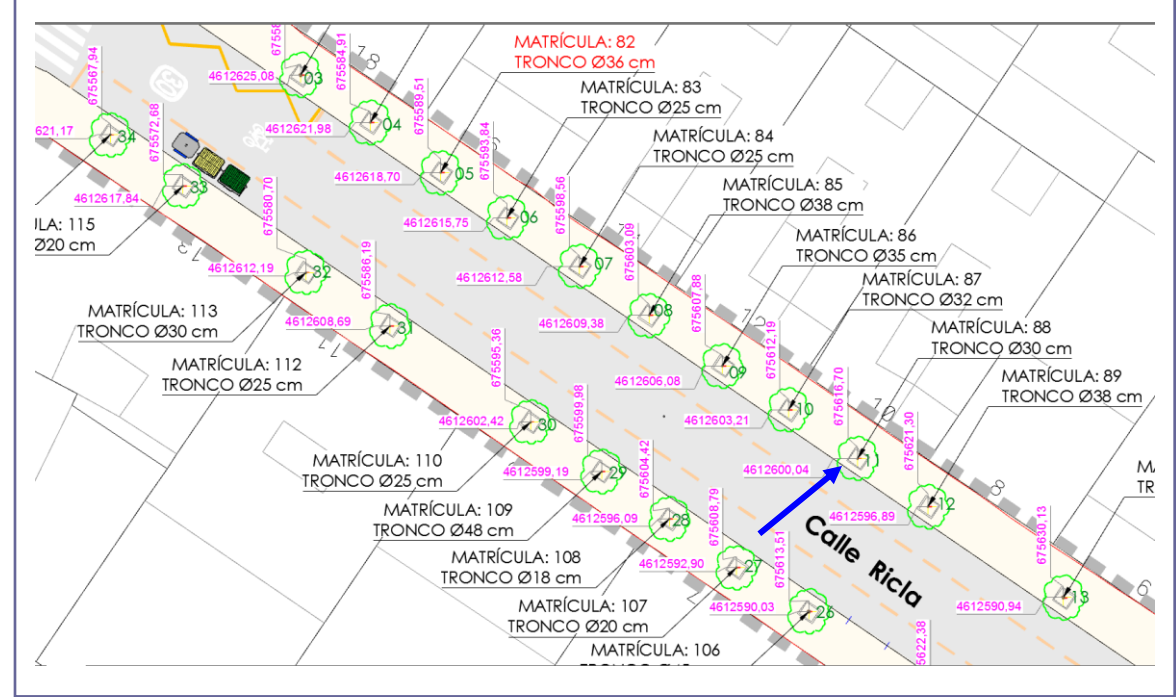 MATRÍCULA: 82
TRONCO Ø36 cm
MATRÍCULA: 83
TRONCO Ø25 cm
MATRÍCULA: 84
TRONCO Ø25 cm
MATRÍCULA: 85
TRONCO Ø38 cm
MATRÍCULA: 86
TRONCO Ø35 cm
MATRÍCULA: 87
TRONCO Ø32 cm
MATRÍCULA: 88
TRONCO Ø30 cm
MATRÍCULA: 89
TRONCO Ø38 cm
675584,91
675589,51
675593,84
675598,56
675603,09
675607,88
675612,19
675616,70
675621,30
675630,13
4612625,08
4612621,98
4612618,70
4612615,75
4612612,58
4612609,38
4612606,08
4612603,21
4612600,04
4612596,89
4612590,94
03
04
05
06
07
08
09
10
11
12
13
18
12
10
8
6
30
Calle Ricla
675567,94
675572,68
675580,70
675586,19
675595,36
675599,98
675604,42
675608,79
675613,51
675622,38
621,17
4612617,84
4612612,19
4612608,69
4612602,42
4612599,19
4612596,09
4612592,90
4612590,03
34
33
32
31
30
29
28
27
26
13
11
ULA: 115
Ø20 cm
MATRÍCULA: 113
TRONCO Ø30 cm
MATRÍCULA: 112
TRONCO Ø25 cm
MATRÍCULA: 110
TRONCO Ø25 cm
MATRÍCULA: 109
TRONCO Ø48 cm
MATRÍCULA: 108
TRONCO Ø18 cm
MATRÍCULA: 107
TRONCO Ø20 cm
MATRÍCULA: 106